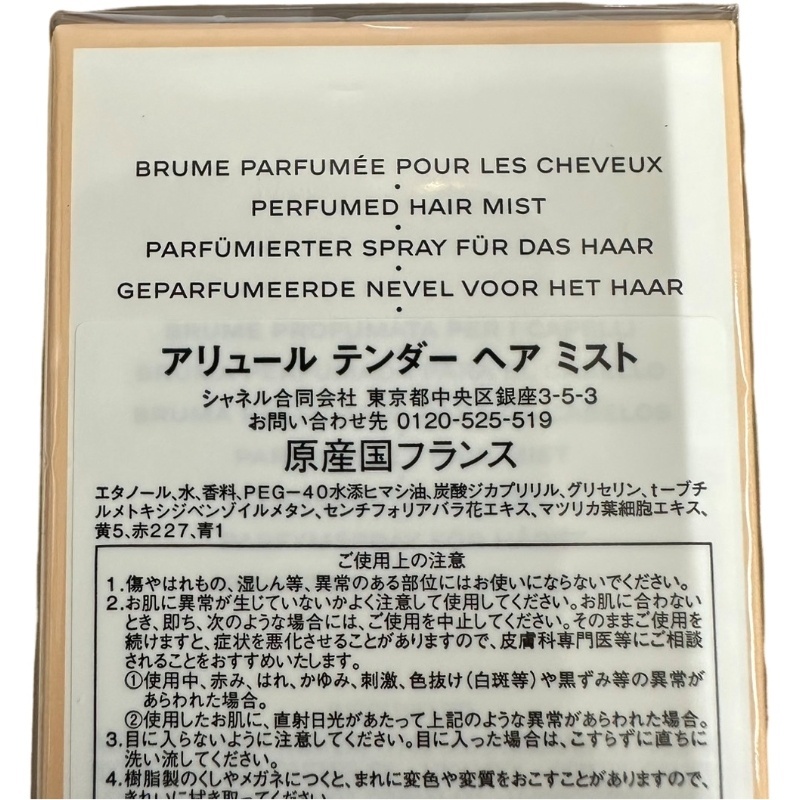 BRUME PARFUMÉE POUR LES CHEVEUX
•
PERFUMED HAIR MIST
•
PARFÜMIERTER SPRAY FÜR DAS HAAR
•
GEPARFUMEERDE NEVEL VOOR HET HAAR
•
BRUME PROFUMATA PER I CAPELLI
アリュール テンダー ヘア ミスト
シャネル合同会社 東京都中央区銀座3-5-3
お問い合わせ先 0120-525-519
原産国フランス
エタノール、水、香料、PEG-40水添ヒマシ油、炭酸ジカプリリル、グリセリン、t-ブチ
ルメトキシジベンゾイルメタン、センチフォリアバラ花エキス、マツリカ葉細胞エキス、
黄5、赤227、青1
ご使用上の注意
1.傷やはれもの、湿しん等、異常のある部位にはお使いにならないでください。
2.お肌に異常が生じていないかよく注意して使用してください。お肌に合わない
とき、即ち、次のような場合には、ご使用を中止してください。そのままご使用を
続けますと、症状を悪化させることがありますので、皮膚科専門医等にご相談
されることをおすすめいたします。
①使用中、赤み、はれ、かゆみ、刺激、色抜け(白斑等)や黒ずみ等の異常が
あらわれた場合。
②使用したお肌に、直射日光があたって上記のような異常があらわれた場合。
3.目に入らないように注意してください。目に入った場合は、こすらずに直ちに
洗い流してください。
4.樹脂製のくしやメガネにつくと、まれに変色や変質をおこすことがありますので、
きれいに拭き取ってください。